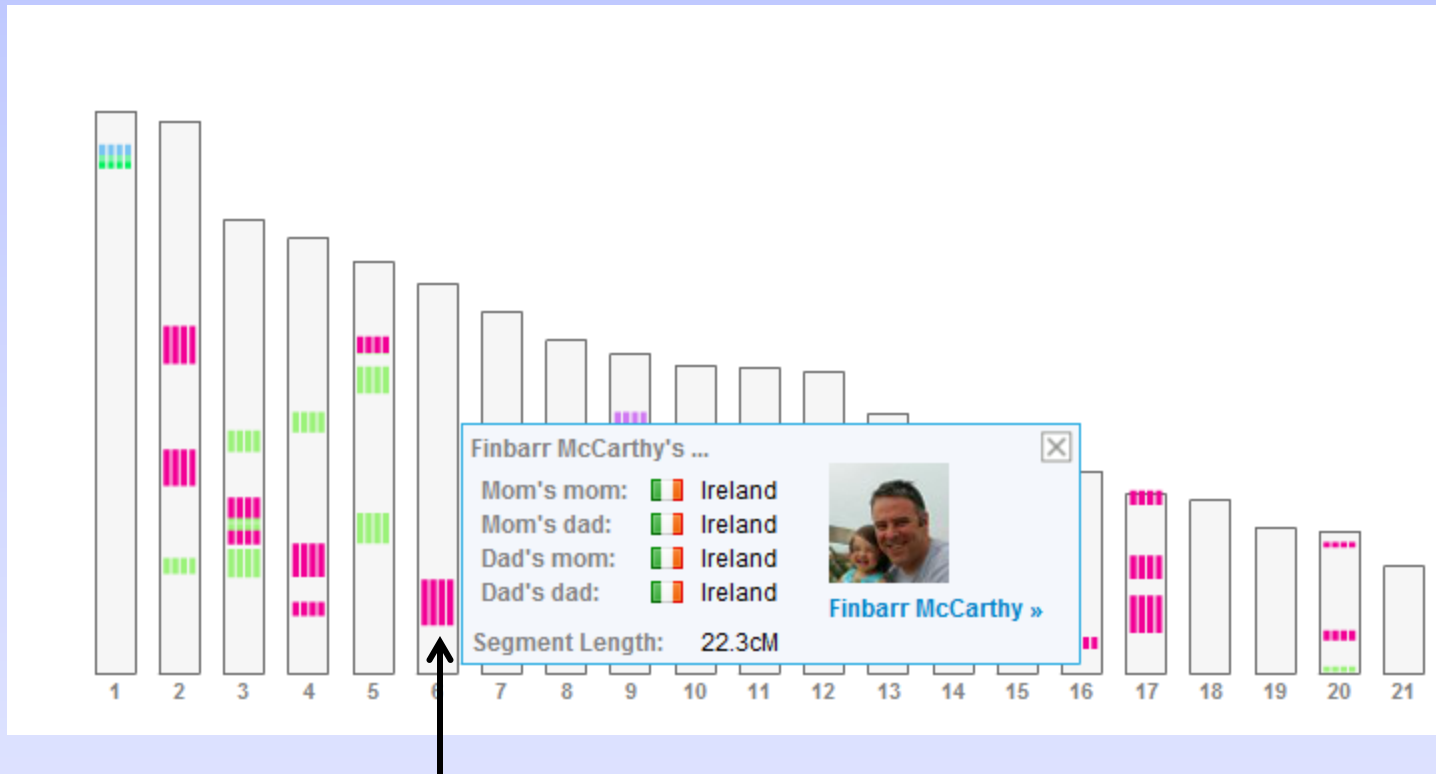 Finbarr McCarthy's ...
Mom's mom: Ireland
Mom's dad: Ireland
Dad's mom: Ireland
Dad's dad: Ireland
Finbarr McCarthy »
Segment Length: 22.3cM
1 2 3 4 5 6 7 8 9 10 11 12 13 14 15 16 17 18 19 20 21